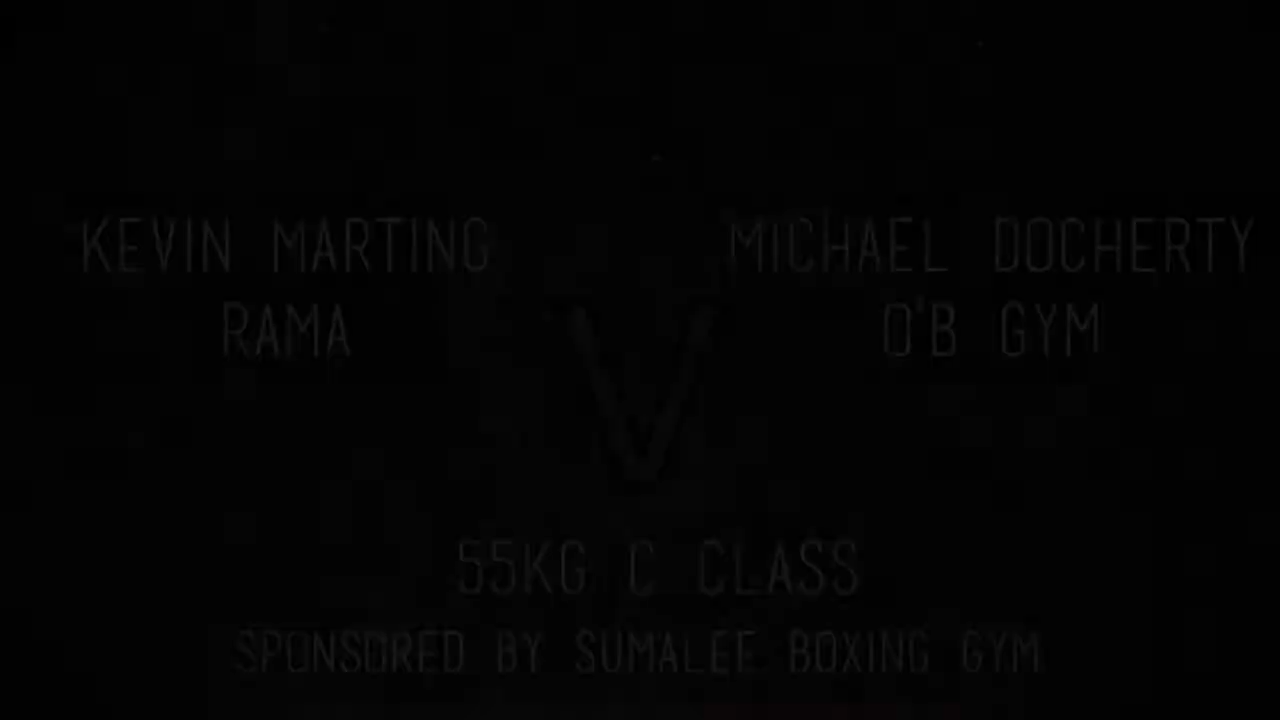 KEVIN MARTING
RAMA
V
MICHAEL DOCHERTY
O'B GYM
55KG C CLASS
SPONSORED BY SUMALEE BOXING GYM